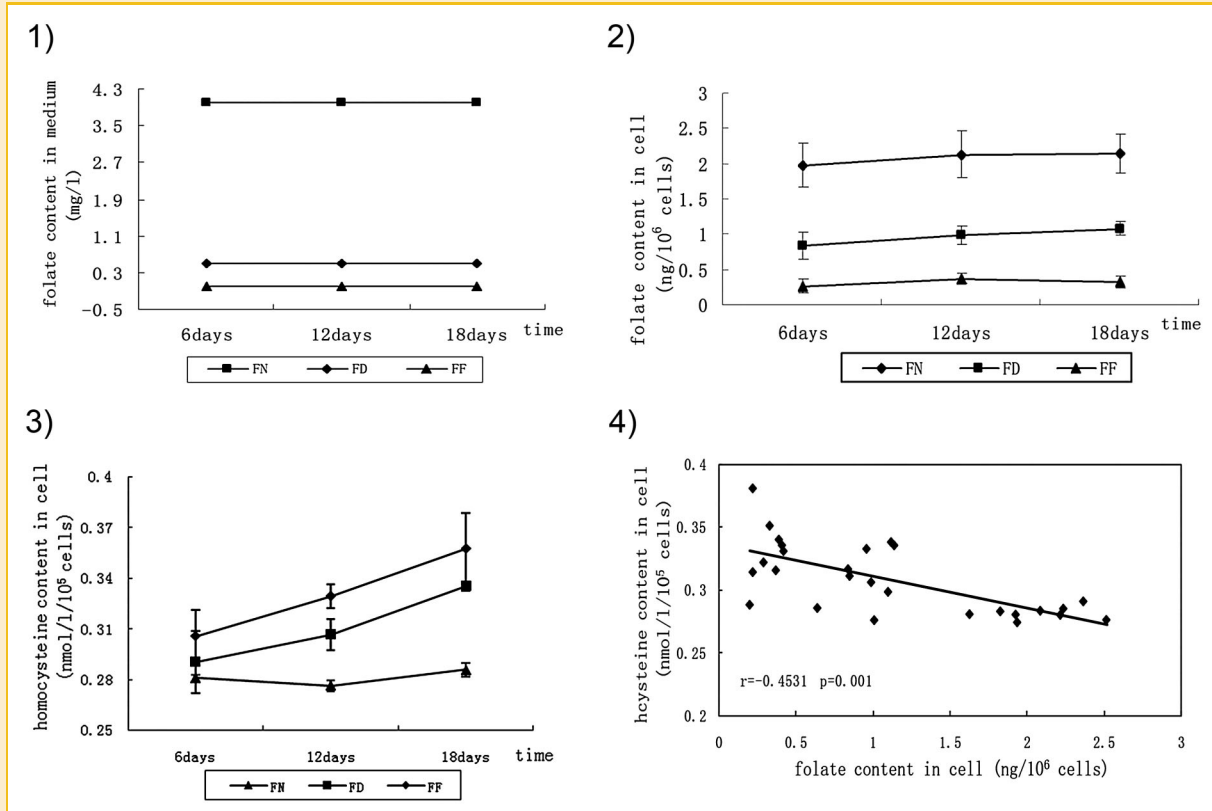 1)
folate content in medium
(mg/l)
4.3
3.5
2.7
1.9
1.1
0.3
-0.5
6days 12days 18days time
FN FD FF
2)
folate content in cell
(ng/10⁶ cells)
3
2.5
2
1.5
1
0.5
0
6days 12days 18days time
FN FD FF
3)
homocysteine content in cell
(nmol/l/10⁵ cells)
0.4
0.37
0.34
0.31
0.28
0.25
6days 12days 18days time
FN FD FF
4)
hcysteine content in cell
(nmol/l/10⁵ cells)
0.4
0.35
0.3
0.25
0.2
r=-0.4531 p=0.001
0 0.5 1 1.5 2 2.5 3
folate content in cell (ng/10⁶ cells)